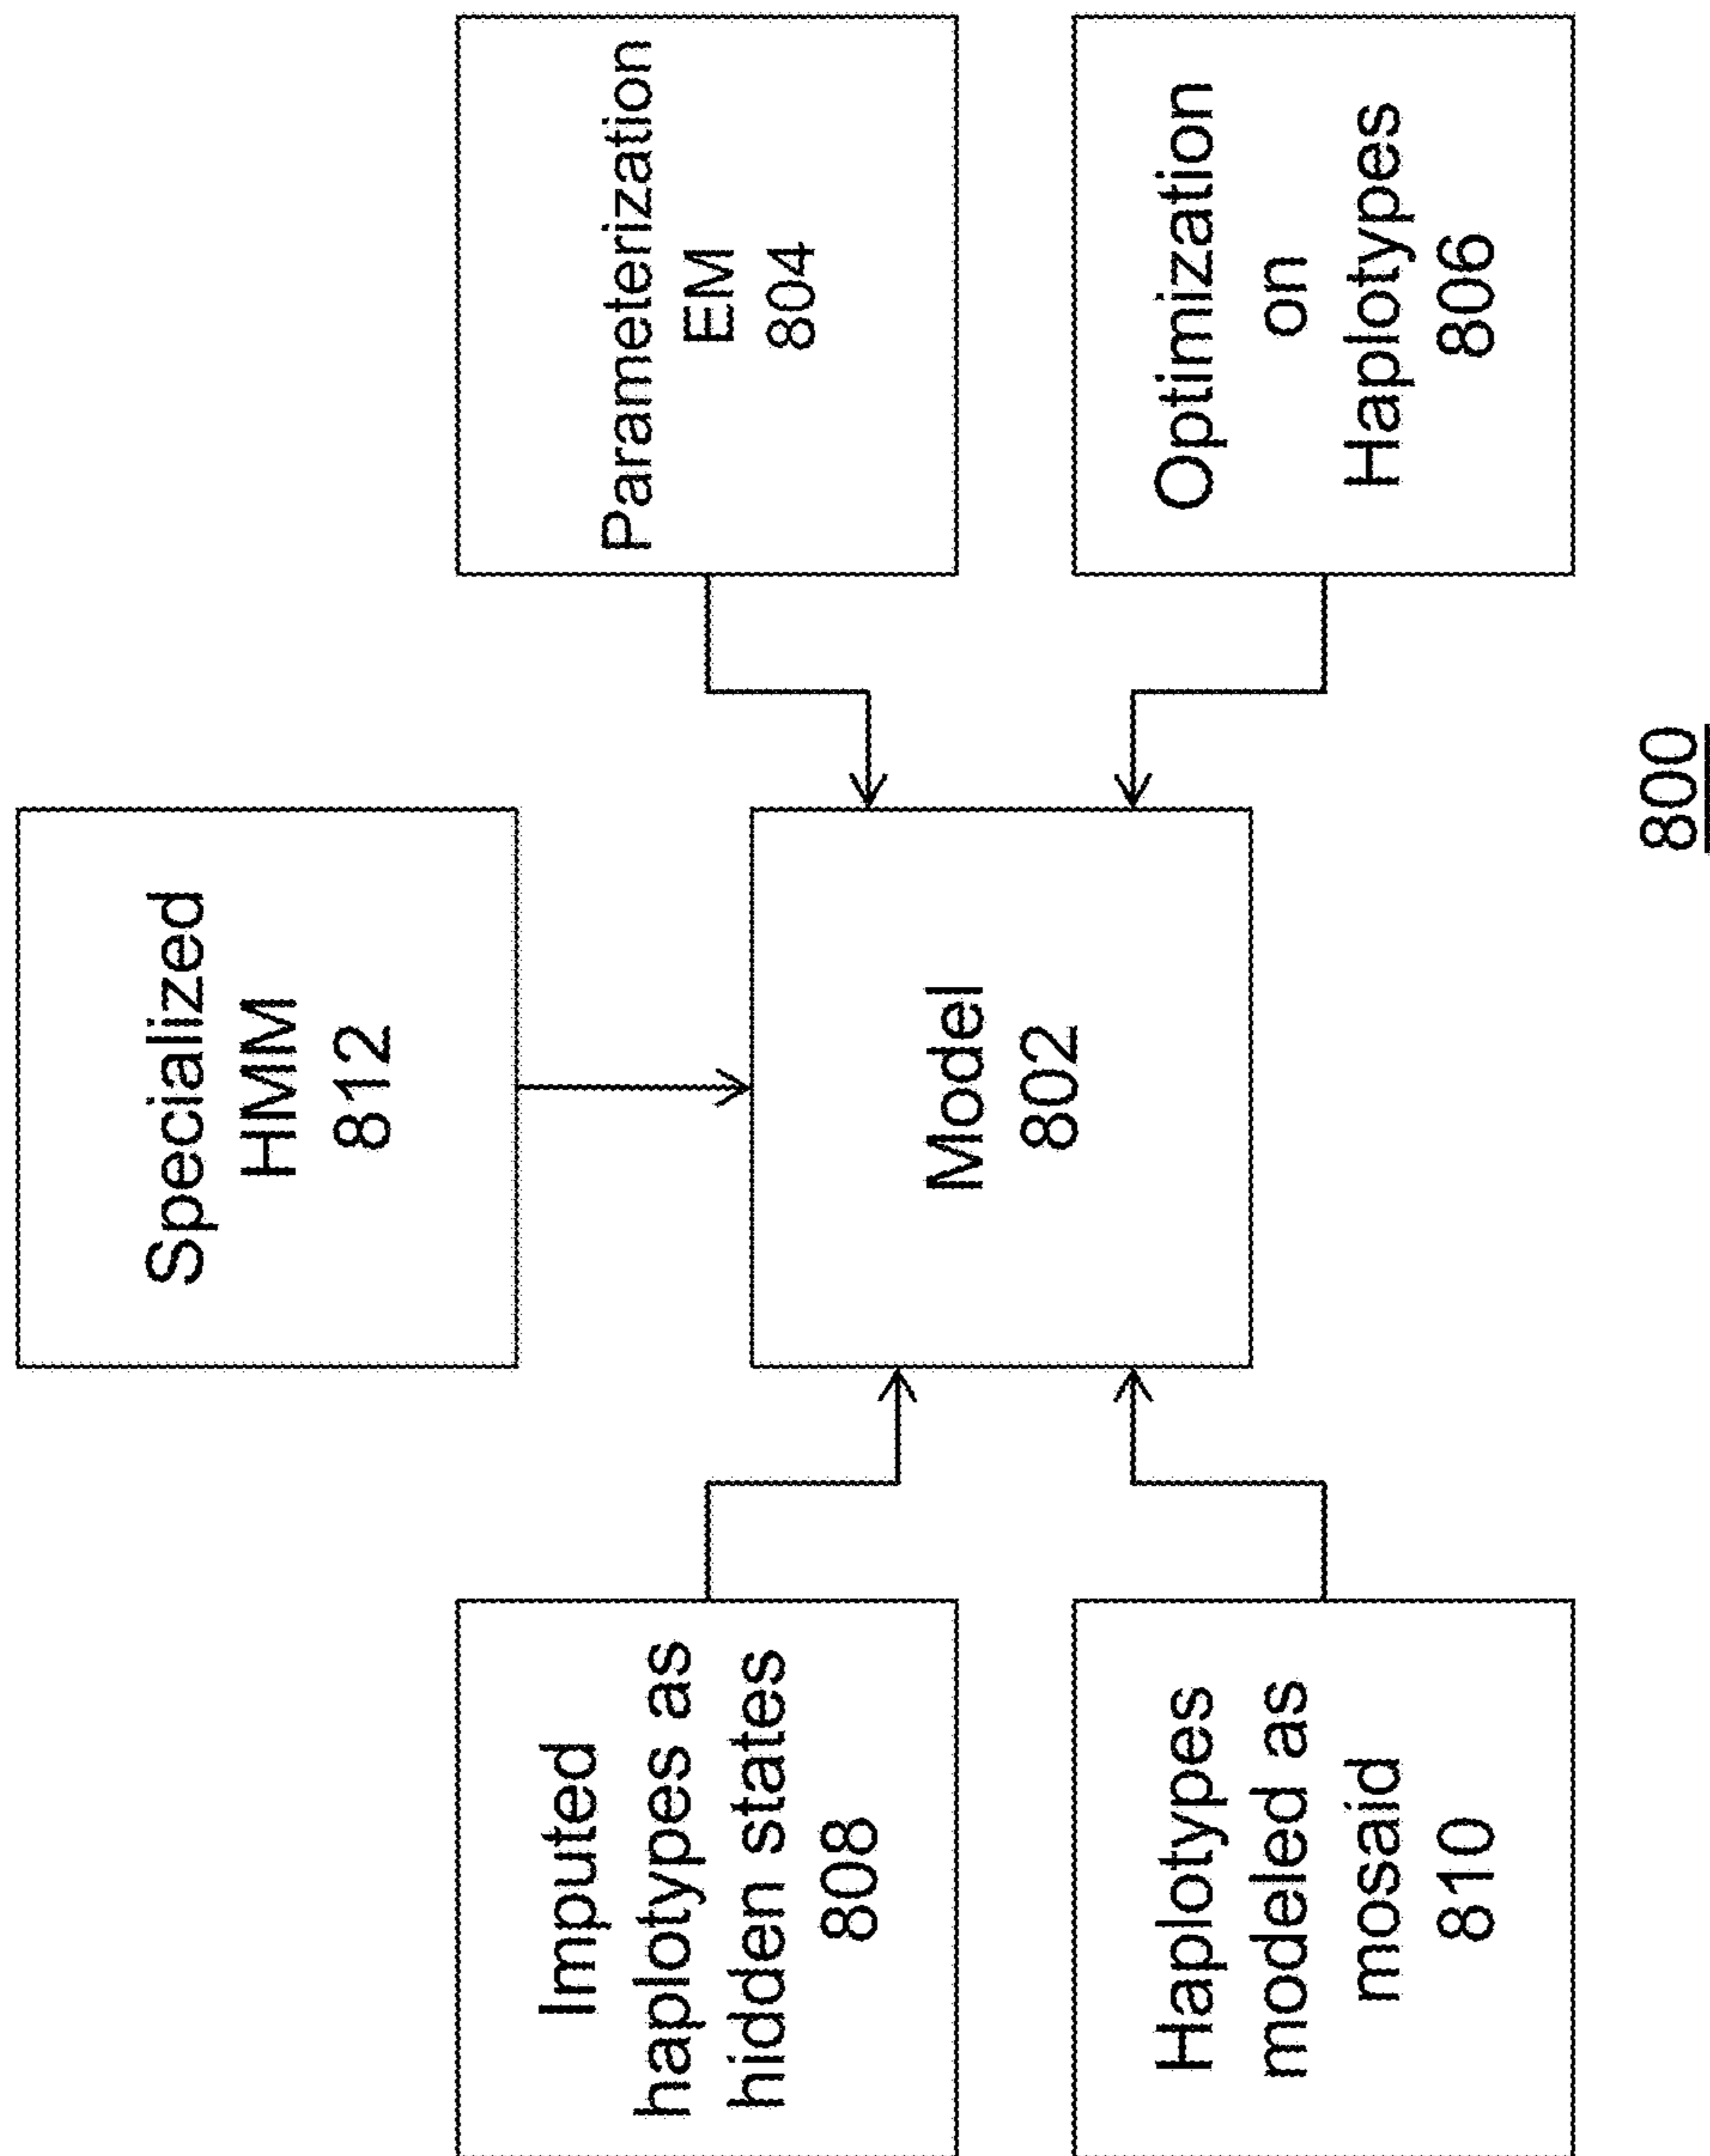 Specialized
HMM
812
Imputed
haplotypes as
hidden states
808
Parameterization
EM
804
Model
802
Haplotypes
modeled as
mosaid
810
Optimization
on
Haplotypes
806
800